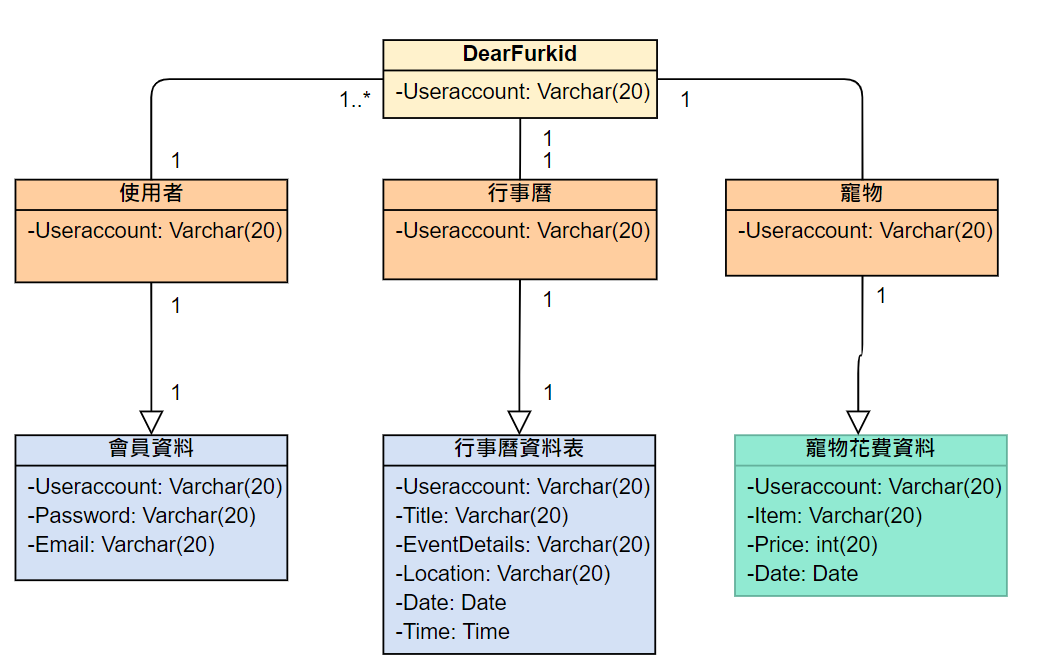 DearFurkid
-Useraccount: Varchar(20)
1..*
1
1
1
1
使用者
-Useraccount: Varchar(20)
行事曆
-Useraccount: Varchar(20)
寵物
-Useraccount: Varchar(20)
1
1
1
1
1
會員資料
-Useraccount: Varchar(20)
-Password: Varchar(20)
-Email: Varchar(20)
行事曆資料表
-Useraccount: Varchar(20)
-Title: Varchar(20)
-EventDetails: Varchar(20)
-Location: Varchar(20)
-Date: Date
-Time: Time
寵物花費資料
-Useraccount: Varchar(20)
-Item: Varchar(20)
-Price: int(20)
-Date: Date